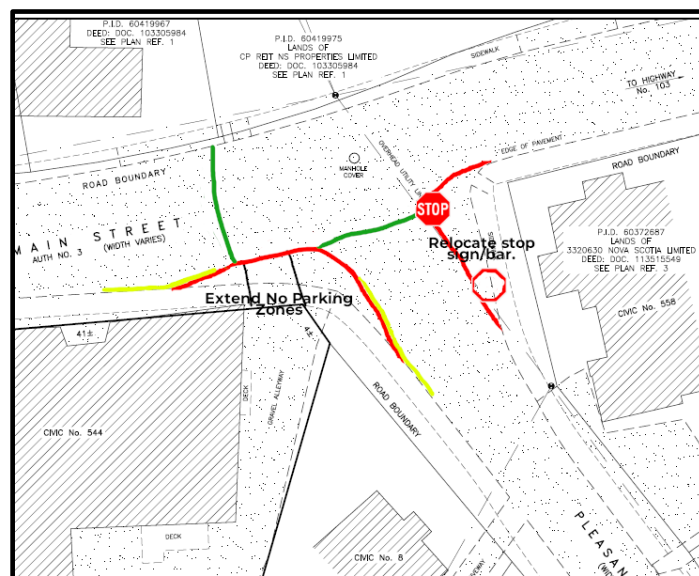 P.I.D. 60419967
DEED: DOC. 103305984
SEE PLAN REF. 1
P.I.D. 60419975
LANDS OF
CP REIT NS PROPERTIES LIMITED
DEED: DOC. 103305984
SEE PLAN REF. 1
SIDEWALK
TO HIGHWAY
No. 103
EDGE OF PAVEMENT
ROAD BOUNDARY
MANHOLE
COVER
OVERHEAD UTILITY
ROAD BOUNDARY
MAIN STREET
AUTH NO. 3 (WIDTH VARIES)
STOP
Relocate stop
sign/bar.
P.I.D. 60372687
LANDS OF
3320630 NOVA SCOTIA LIMITED
DEED: DOC. 113515549
SEE PLAN REF. 3
CIVIC No. 558
Extend No Parking
Zones
41±
4±
DECK
GRAVEL ALLEYWAY
ROAD BOUNDARY
CIVIC No. 544
DECK
CIVIC No. 8
PLEASAN